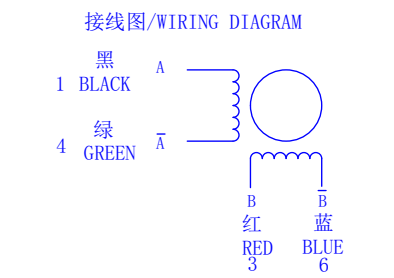 接线图/WIRING DIAGRAM
黑 A
1 BLACK
绿
4 GREEN A̅
B B̅
红 蓝
RED BLUE
3 6